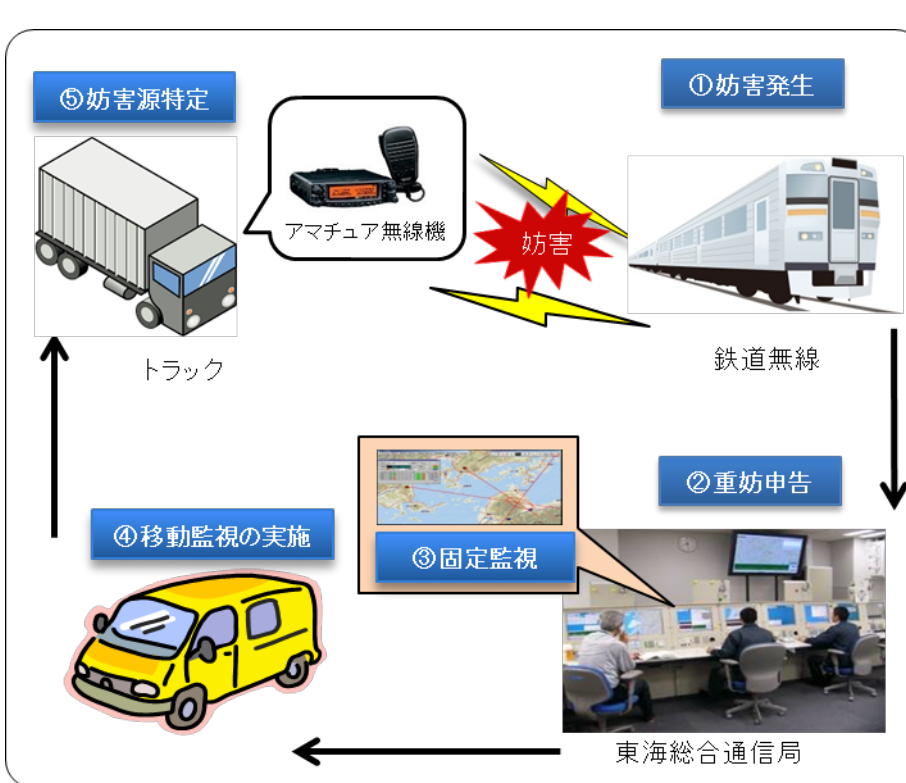 ⑤妨害源特定
①妨害発生
アマチュア無線機
妨害
トラック
鉄道無線
②重妨申告
③固定監視
④移動監視の実施
東海総合通信局